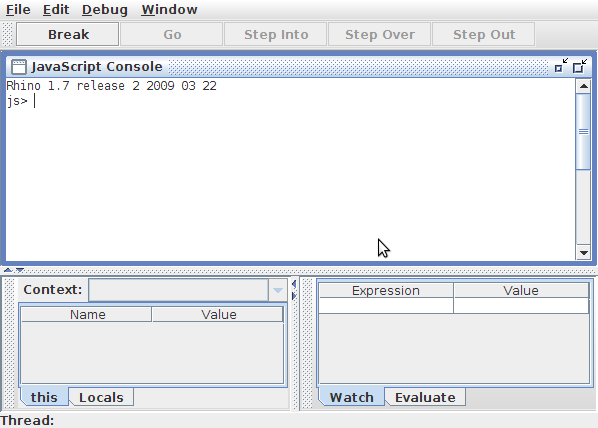 File Edit Debug Window
Break Go Step Into Step Over Step Out
JavaScript Console
Rhino 1.7 release 2 2009 03 22
js>
Context:
Name Value
this Locals
Expression Value
Watch Evaluate
Thread: